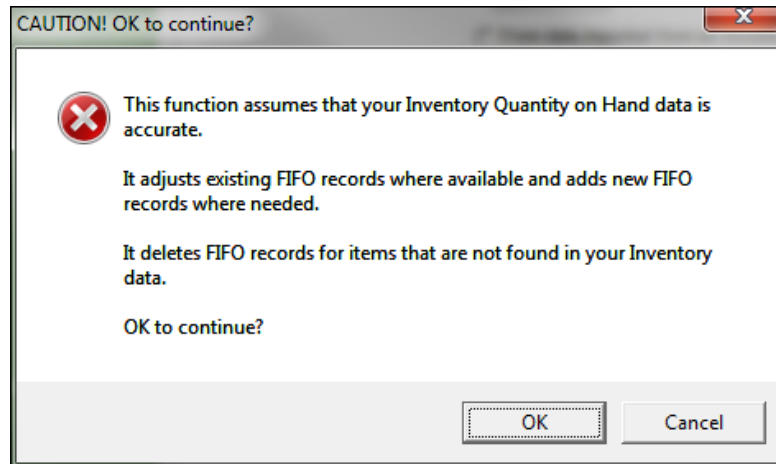 CAUTION! OK to continue?
This function assumes that your Inventory Quantity on Hand data is
accurate.
It adjusts existing FIFO records where available and adds new FIFO
records where needed.
It deletes FIFO records for items that are not found in your Inventory
data.
OK to continue?
OK Cancel